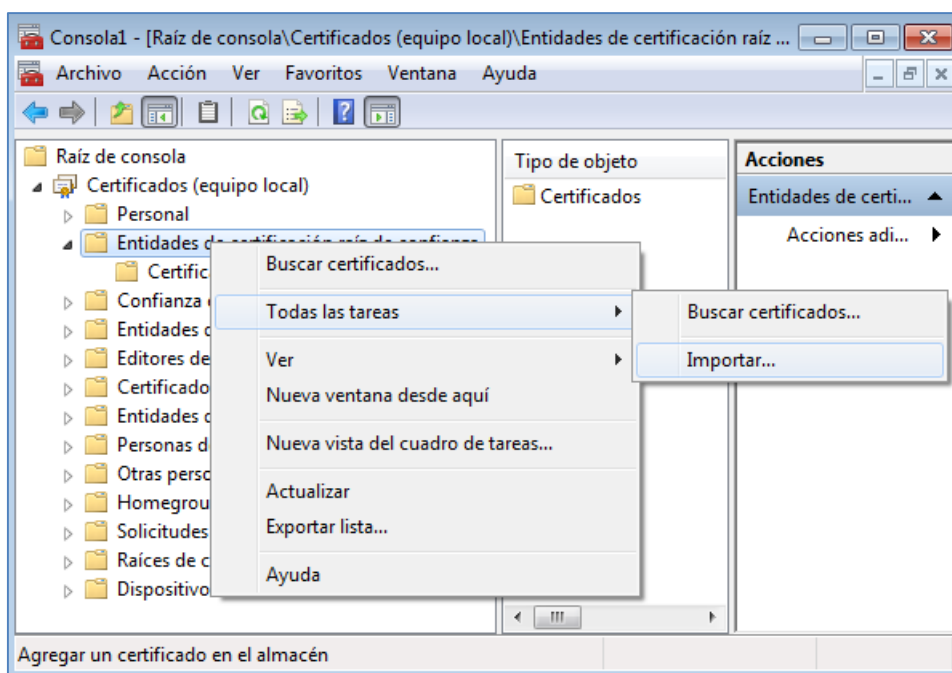 Consola1 - [Raíz de consola\Certificados (equipo local)\Entidades de certificación raíz ...
Archivo Acción Ver Favoritos Ventana Ayuda
Raíz de consola
Certificados (equipo local)
Personal
Entidades de certificación raíz de confianza
Certific
Confianza
Entidades d
Editores de
Certificado
Entidades d
Personas d
Otras perso
Homegrou
Solicitudes
Raíces de c
Dispositivo
Buscar certificados...
Todas las tareas
Ver
Nueva ventana desde aquí
Nueva vista del cuadro de tareas...
Actualizar
Exportar lista...
Ayuda
Buscar certificados...
Importar...
Tipo de objeto
Certificados
Acciones
Entidades de certi...
Acciones adi...
Agregar un certificado en el almacén